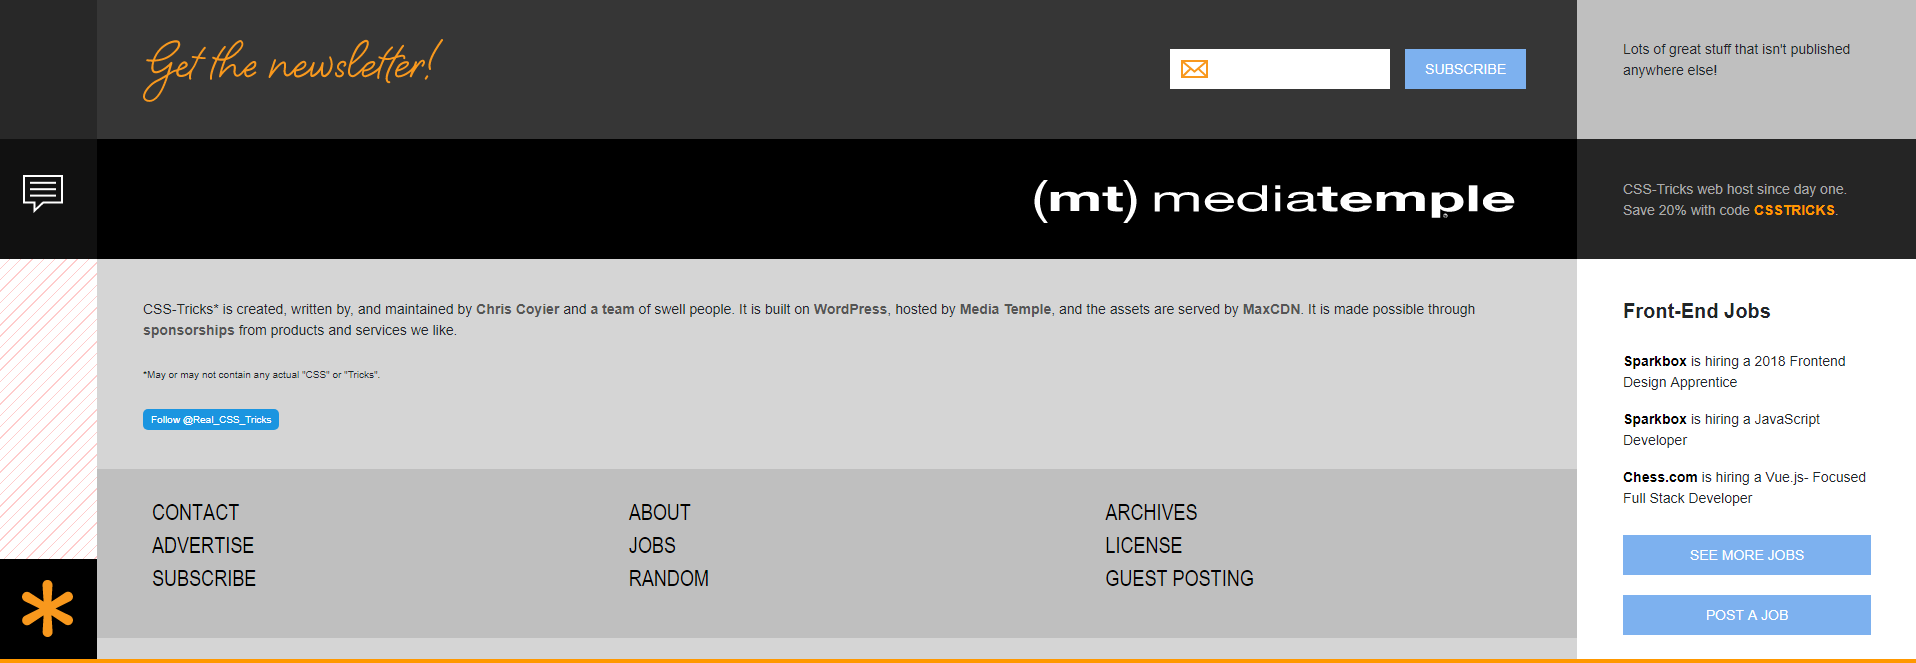 Get the newsletter!
SUBSCRIBE
Lots of great stuff that isn't published
anywhere else!
(mt) mediatemple
CSS-Tricks web host since day one.
Save 20% with code CSSTRICKS.
CSS-Tricks* is created, written by, and maintained by Chris Coyier and a team of swell people. It is built on WordPress, hosted by Media Temple, and the assets are served by MaxCDN. It is made possible through
sponsorships from products and services we like.
*May or may not contain any actual "CSS" or "Tricks".
Follow @Real_CSS_Tricks
CONTACT
ADVERTISE
SUBSCRIBE
ABOUT
JOBS
RANDOM
ARCHIVES
LICENSE
GUEST POSTING
Front-End Jobs
Sparkbox is hiring a 2018 Frontend
Design Apprentice
Sparkbox is hiring a JavaScript
Developer
Chess.com is hiring a Vue.js- Focused
Full Stack Developer
SEE MORE JOBS
POST A JOB